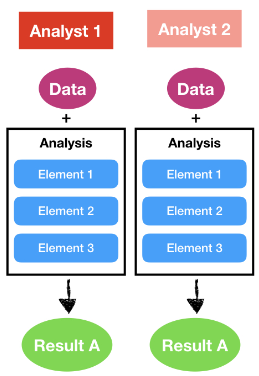 Analyst 1
Data
+
Analysis
Element 1
Element 2
Element 3
Result A
Analyst 2
Data
+
Analysis
Element 1
Element 2
Element 3
Result A